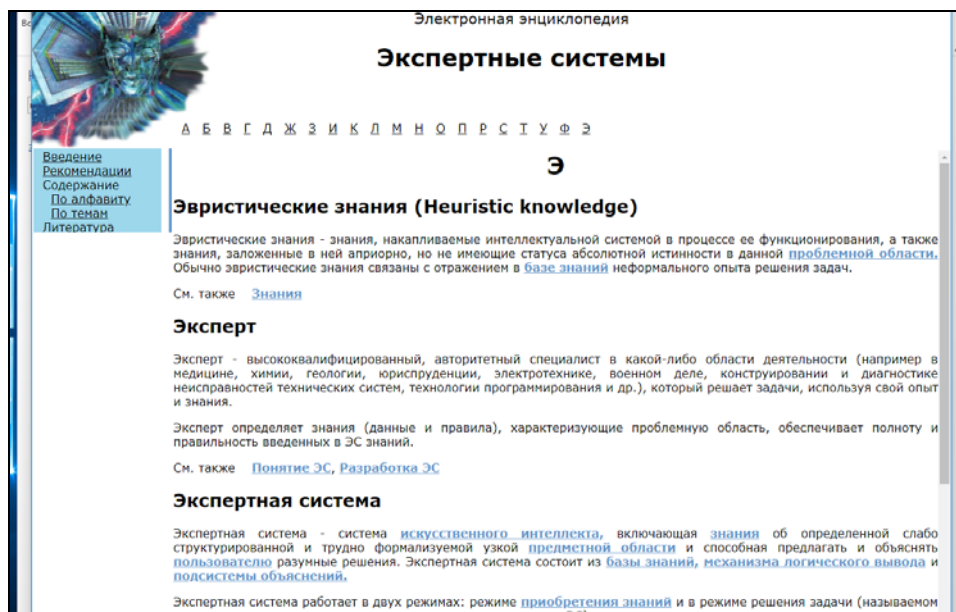 Электронная энциклопедия
Экспертные системы
А Б В Г Д Ж З И К Л М Н О П Р С Т У Ф Э
Введение
Рекомендации
Содержание
По алфавиту
По темам
Литература
Э
Эвристические знания (Heuristic knowledge)
Эвристические знания - знания, накапливаемые интеллектуальной системой в процессе ее функционирования, а также
знания, заложенные в ней априорно, но не имеющие статуса абсолютной истинности в данной проблемной области.
Обычно эвристические знания связаны с отражением в базе знаний неформального опыта решения задач.
См. также Знания
Эксперт
Эксперт - высококвалифицированный, авторитетный специалист в какой-либо области деятельности (например в
медицине, химии, геологии, юриспруденции, электротехнике, военном деле, конструировании и диагностике
неисправностей технических систем, технологии программирования и др.), который решает задачи, используя свой опыт
и знания.
Эксперт определяет знания (данные и правила), характеризующие проблемную область, обеспечивает полноту и
правильность введенных в ЭС знаний.
См. также Понятие ЭС, Разработка ЭС
Экспертная система
Экспертная система - система искусственного интеллекта, включающая знания об определенной слабо
структурированной и трудно формализуемой узкой предметной области и способная предлагать и объяснять
пользователю разумные решения. Экспертная система состоит из базы знаний, механизма логического вывода и
подсистемы объяснений.
Экспертная система работает в двух режимах: режиме приобретения знаний и в режиме решения задачи (называемом